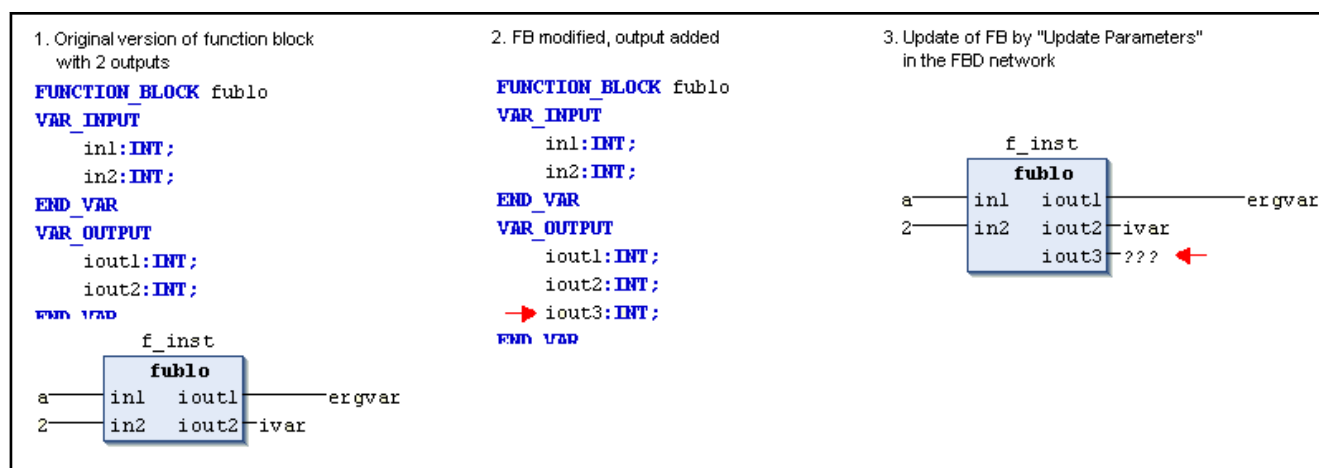 1. Original version of function block
with 2 outputs
FUNCTION_BLOCK fublo
VAR_INPUT
in1:INT;
in2:INT;
END_VAR
VAR_OUTPUT
iout1:INT;
iout2:INT;
END_VAR
f_inst
fublo
a in1 iout1 ergvar
2 in2 iout2 ivar
2. FB modified, output added
FUNCTION_BLOCK fublo
VAR_INPUT
in1:INT;
in2:INT;
END_VAR
VAR_OUTPUT
iout1:INT;
iout2:INT;
iout3:INT;
END_VAR
3. Update of FB by "Update Parameters"
in the FBD network
f_inst
fublo
a in1 iout1 ergvar
2 in2 iout2 ivar
iout3 ???